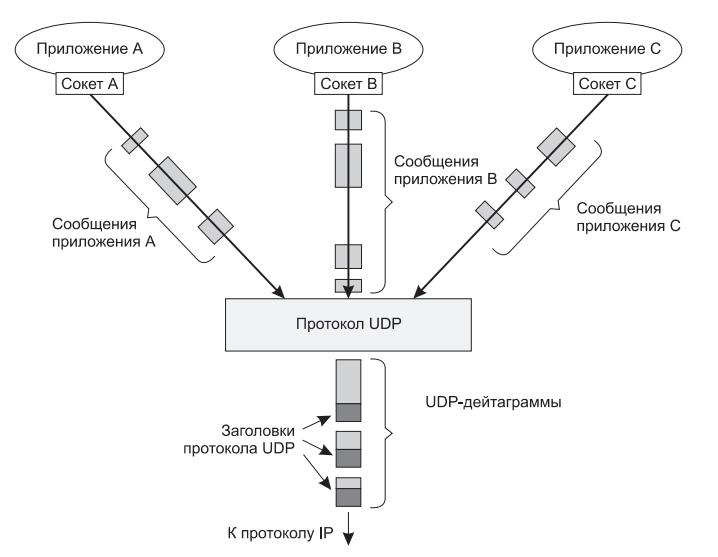 Приложение A
Приложение B
Приложение C
Сокет A
Сокет B
Сокет C
Сообщения
приложения A
Сообщения
приложения B
Сообщения
приложения C
Протокол UDP
UDP-дейтаграммы
Заголовки
протокола UDP
К протоколу IP